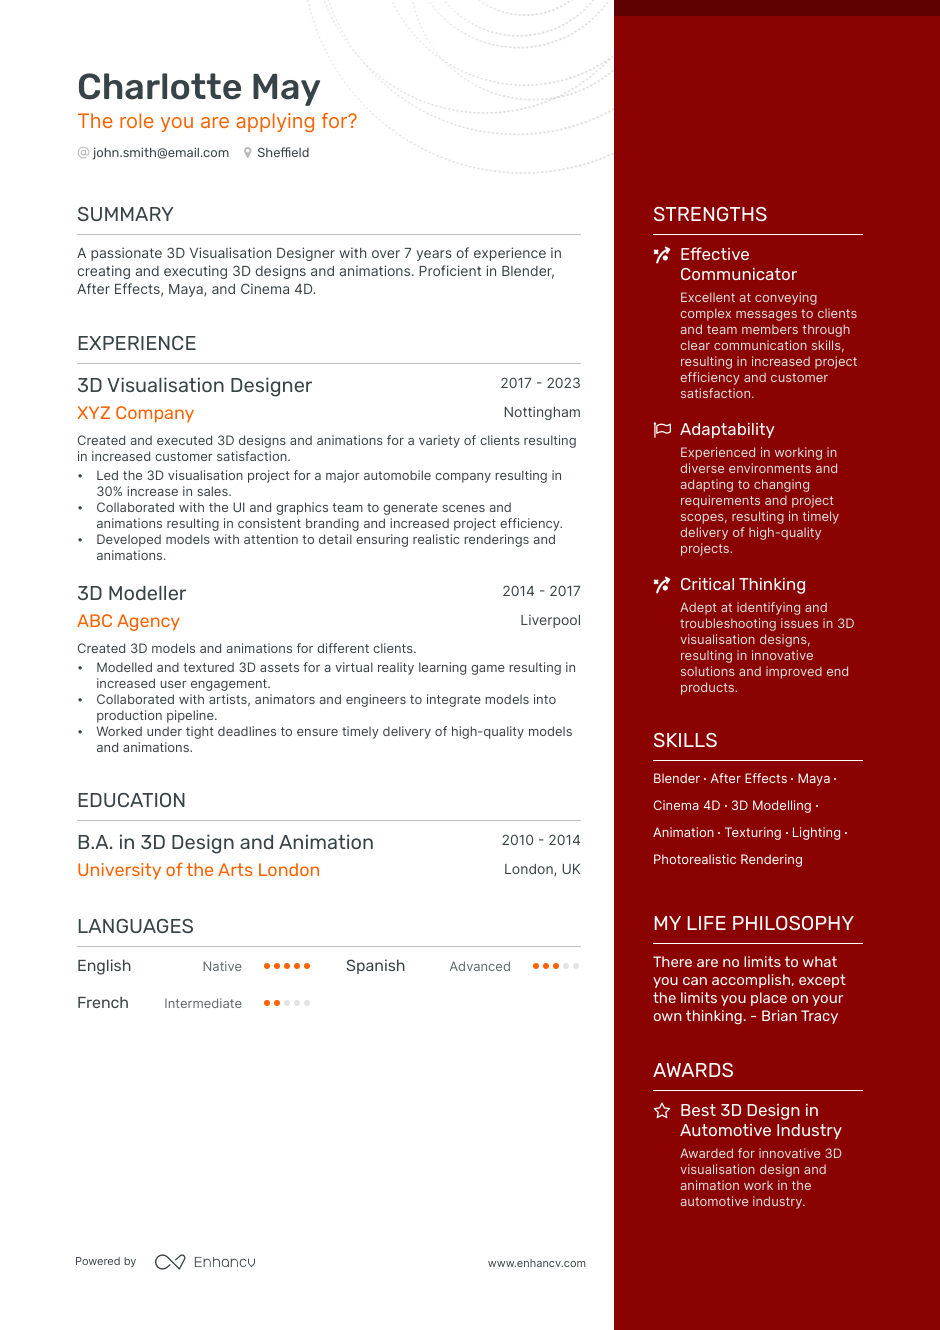 Charlotte May
The role you are applying for?
@ john.smith@email.com Sheffield
SUMMARY
A passionate 3D Visualisation Designer with over 7 years of experience in
creating and executing 3D designs and animations. Proficient in Blender,
After Effects, Maya, and Cinema 4D.
EXPERIENCE
3D Visualisation Designer 2017 - 2023
XYZ Company Nottingham
Created and executed 3D designs and animations for a variety of clients resulting
in increased customer satisfaction.
• Led the 3D visualisation project for a major automobile company resulting in
30% increase in sales.
• Collaborated with the UI and graphics team to generate scenes and
animations resulting in consistent branding and increased project efficiency.
• Developed models with attention to detail ensuring realistic renderings and
animations.
3D Modeller 2014 - 2017
ABC Agency Liverpool
Created 3D models and animations for different clients.
• Modelled and textured 3D assets for a virtual reality learning game resulting in
increased user engagement.
• Collaborated with artists, animators and engineers to integrate models into
production pipeline.
• Worked under tight deadlines to ensure timely delivery of high-quality models
and animations.
EDUCATION
B.A. in 3D Design and Animation 2010 - 2014
University of the Arts London London, UK
LANGUAGES
English Native Spanish Advanced
French Intermediate
STRENGTHS
Effective
Communicator
Excellent at conveying
complex messages to clients
and team members through
clear communication skills,
resulting in increased project
efficiency and customer
satisfaction.
Adaptability
Experienced in working in
diverse environments and
adapting to changing
requirements and project
scopes, resulting in timely
delivery of high-quality
projects.
Critical Thinking
Adept at identifying and
troubleshooting issues in 3D
visualisation designs,
resulting in innovative
solutions and improved end
products.
SKILLS
Blender · After Effects · Maya ·
Cinema 4D · 3D Modelling ·
Animation · Texturing · Lighting ·
Photorealistic Rendering
MY LIFE PHILOSOPHY
There are no limits to what
you can accomplish, except
the limits you place on your
own thinking. - Brian Tracy
AWARDS
Best 3D Design in
Automotive Industry
Awarded for innovative 3D
visualisation design and
animation work in the
automotive industry.
Powered by Enhancv www.enhancv.com